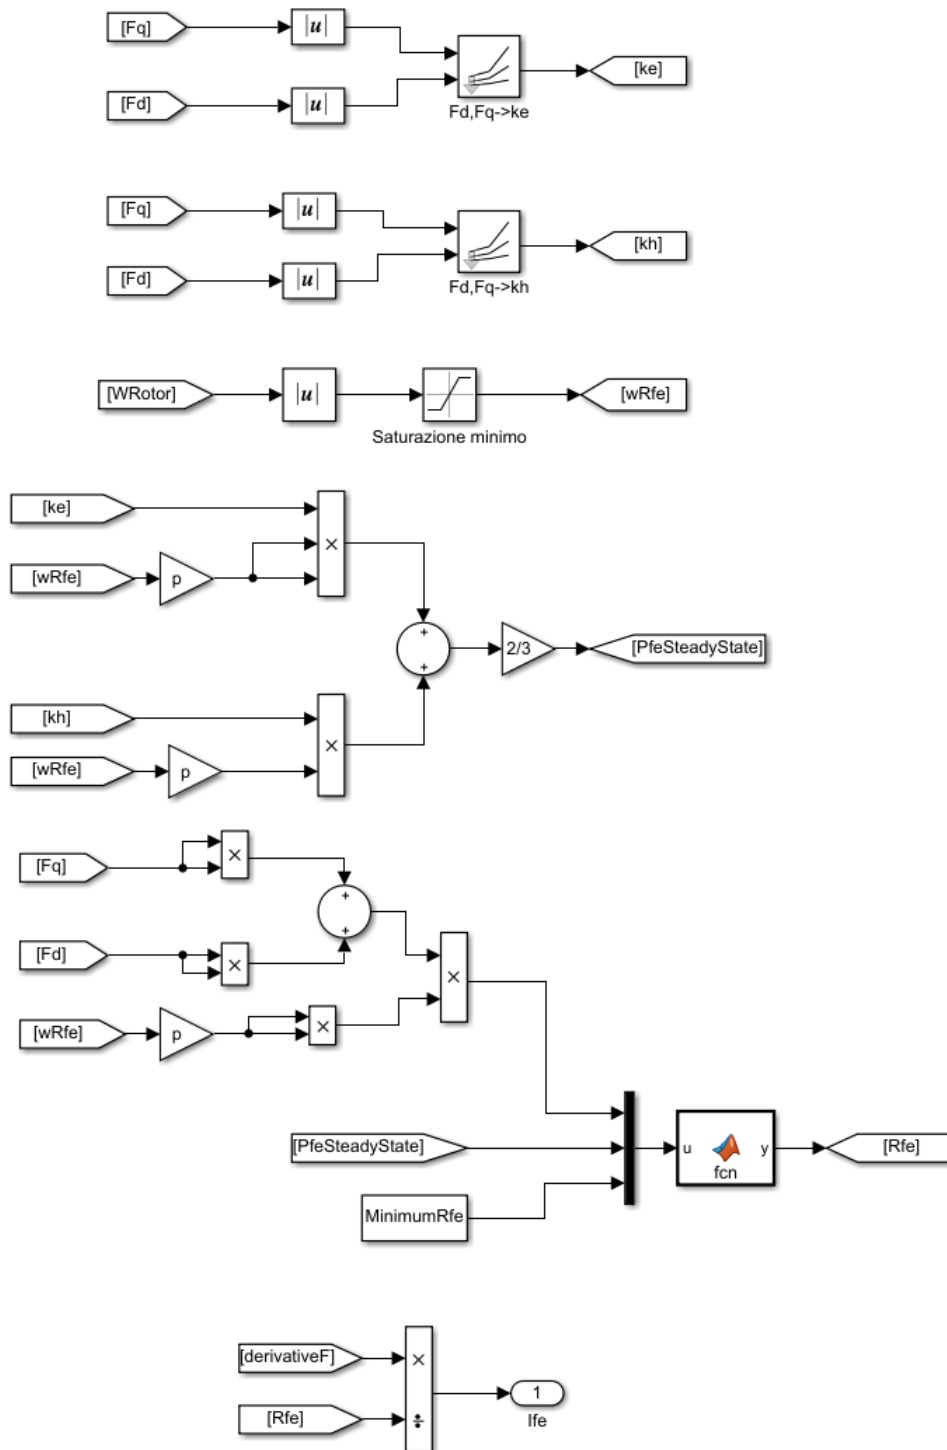 [Fq]
|u|
[ke]
[Fd]
|u|
Fd,Fq->ke
[Fq]
|u|
[kh]
[Fd]
|u|
Fd,Fq->kh
[WRotor]
|u|
[wRfe]
Saturazione minimo
[ke]
×
[wRfe]
p
+
+
2/3
[PfeSteadyState]
[kh]
×
[wRfe]
p
[Fq]
×
+
+
[Fd]
×
×
[wRfe]
p
×
[PfeSteadyState]
u
y
fcn
[Rfe]
MinimumRfe
[derivativeF]
×
1
[Rfe]
÷
Ife